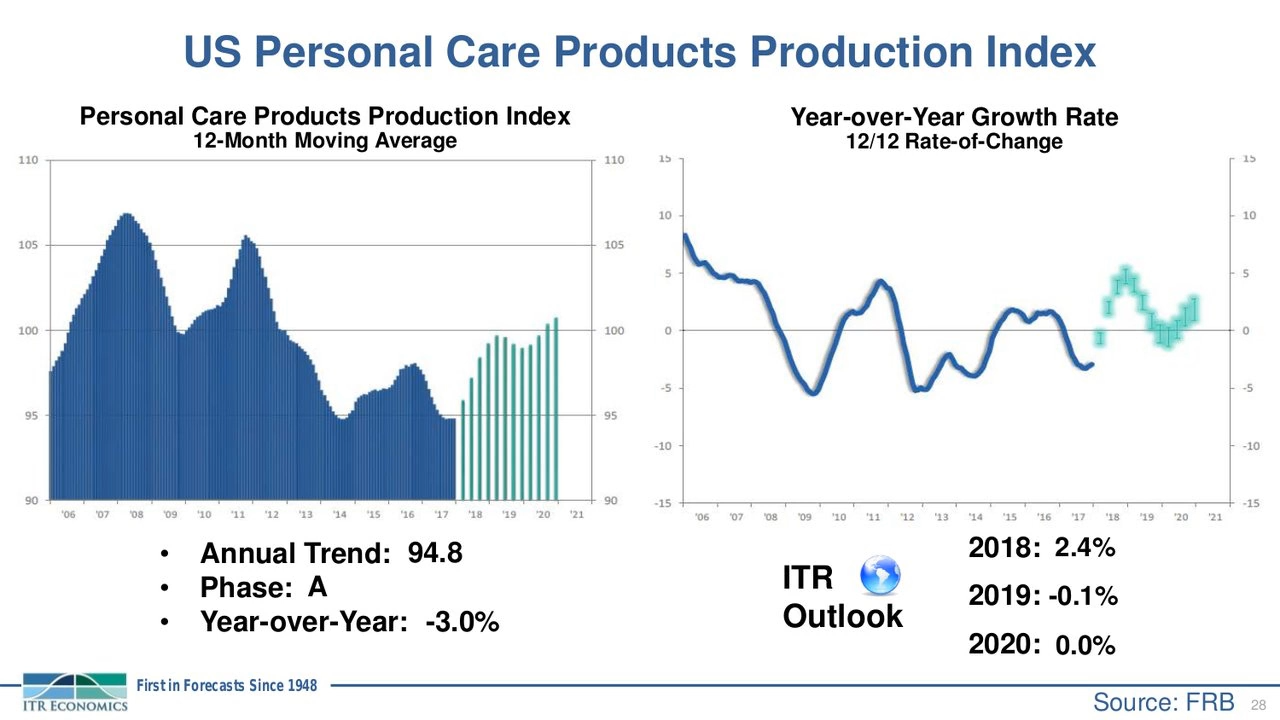 US Personal Care Products Production Index
Personal Care Products Production Index
12-Month Moving Average
110
105
100
95
90
110
105
100
95
90
'06 '07 '08 '09 '10 '11 '12 '13 '14 '15 '16 '17 '18 '19 '20 '21
Year-over-Year Growth Rate
12/12 Rate-of-Change
15
10
5
0
-5
-10
-15
15
10
5
0
-5
-10
-15
'06 '07 '08 '09 '10 '11 '12 '13 '14 '15 '16 '17 '18 '19 '20 '21
• Annual Trend: 94.8
• Phase: A
• Year-over-Year: -3.0%
ITR
Outlook
2018: 2.4%
2019: -0.1%
2020: 0.0%
ITR ECONOMICS
First in Forecasts Since 1948
Source: FRB
28